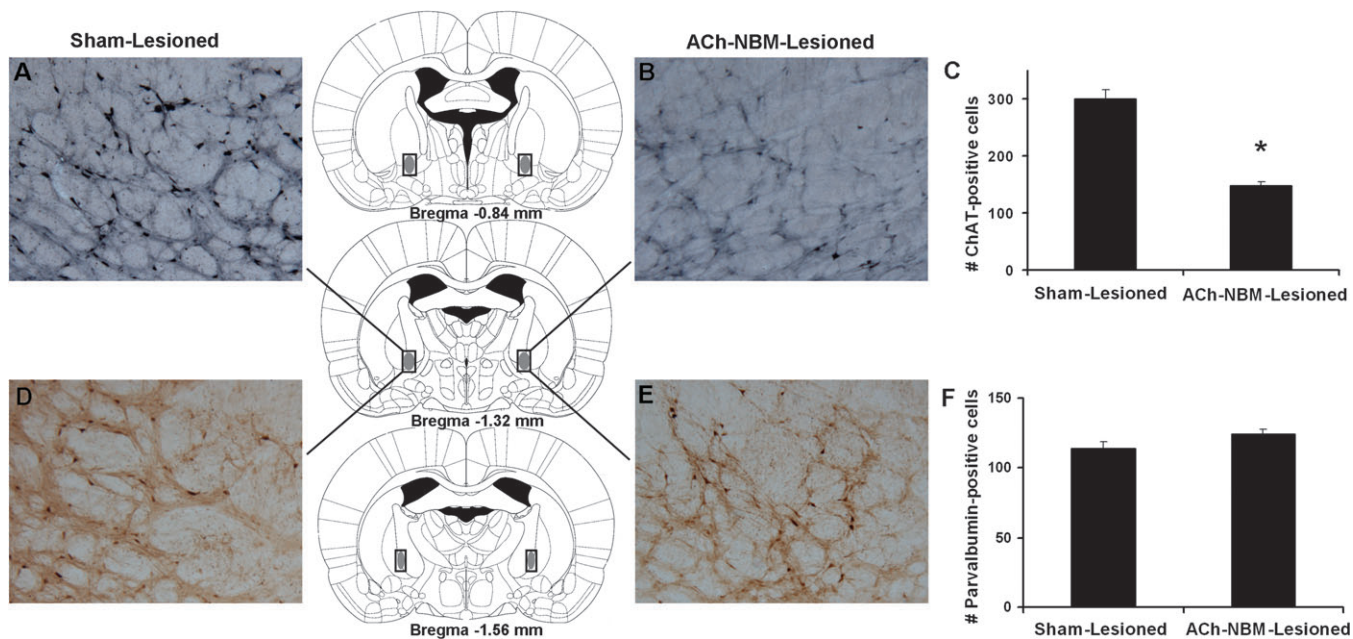 Sham-Lesioned
ACh-NBM-Lesioned
A
B
C
# ChAT-positive cells
300
200
100
0
*
Sham-Lesioned
ACh-NBM-Lesioned
Bregma -0.84 mm
Bregma -1.32 mm
Bregma -1.56 mm
D
E
F
# Parvalbumin-positive cells
150
100
50
0
Sham-Lesioned
ACh-NBM-Lesioned